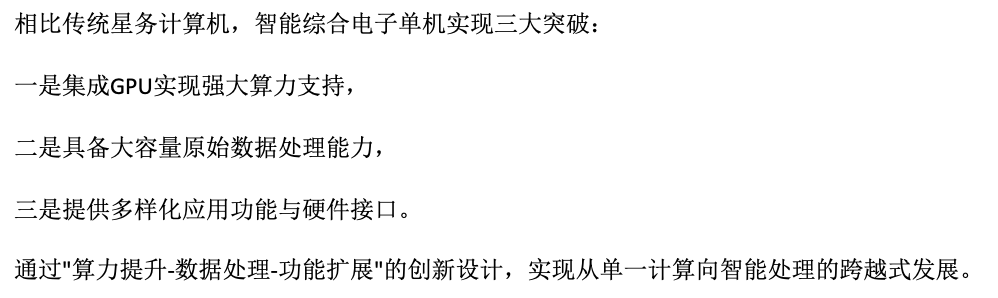 相比传统星务计算机，智能综合电子单机实现三大突破：
一是集成GPU实现强大算力支持，
二是具备大容量原始数据处理能力，
三是提供多样化应用功能与硬件接口。
通过"算力提升-数据处理-功能扩展"的创新设计，实现从单一计算向智能处理的跨越式发展。